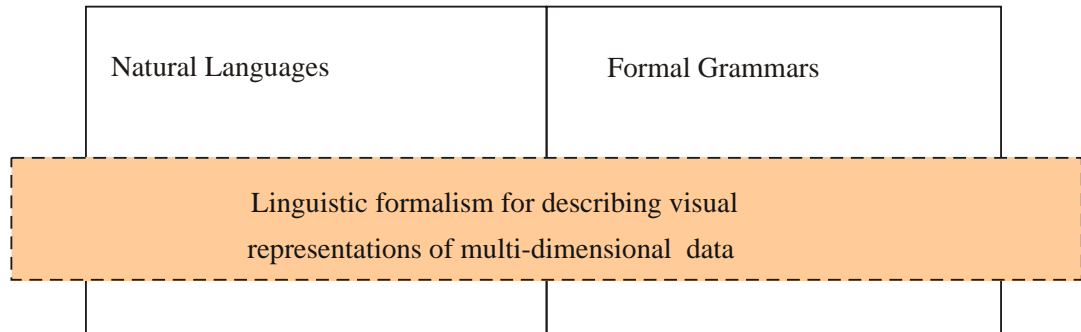 Natural Languages
Formal Grammars
Linguistic formalism for describing visual
representations of multi-dimensional data